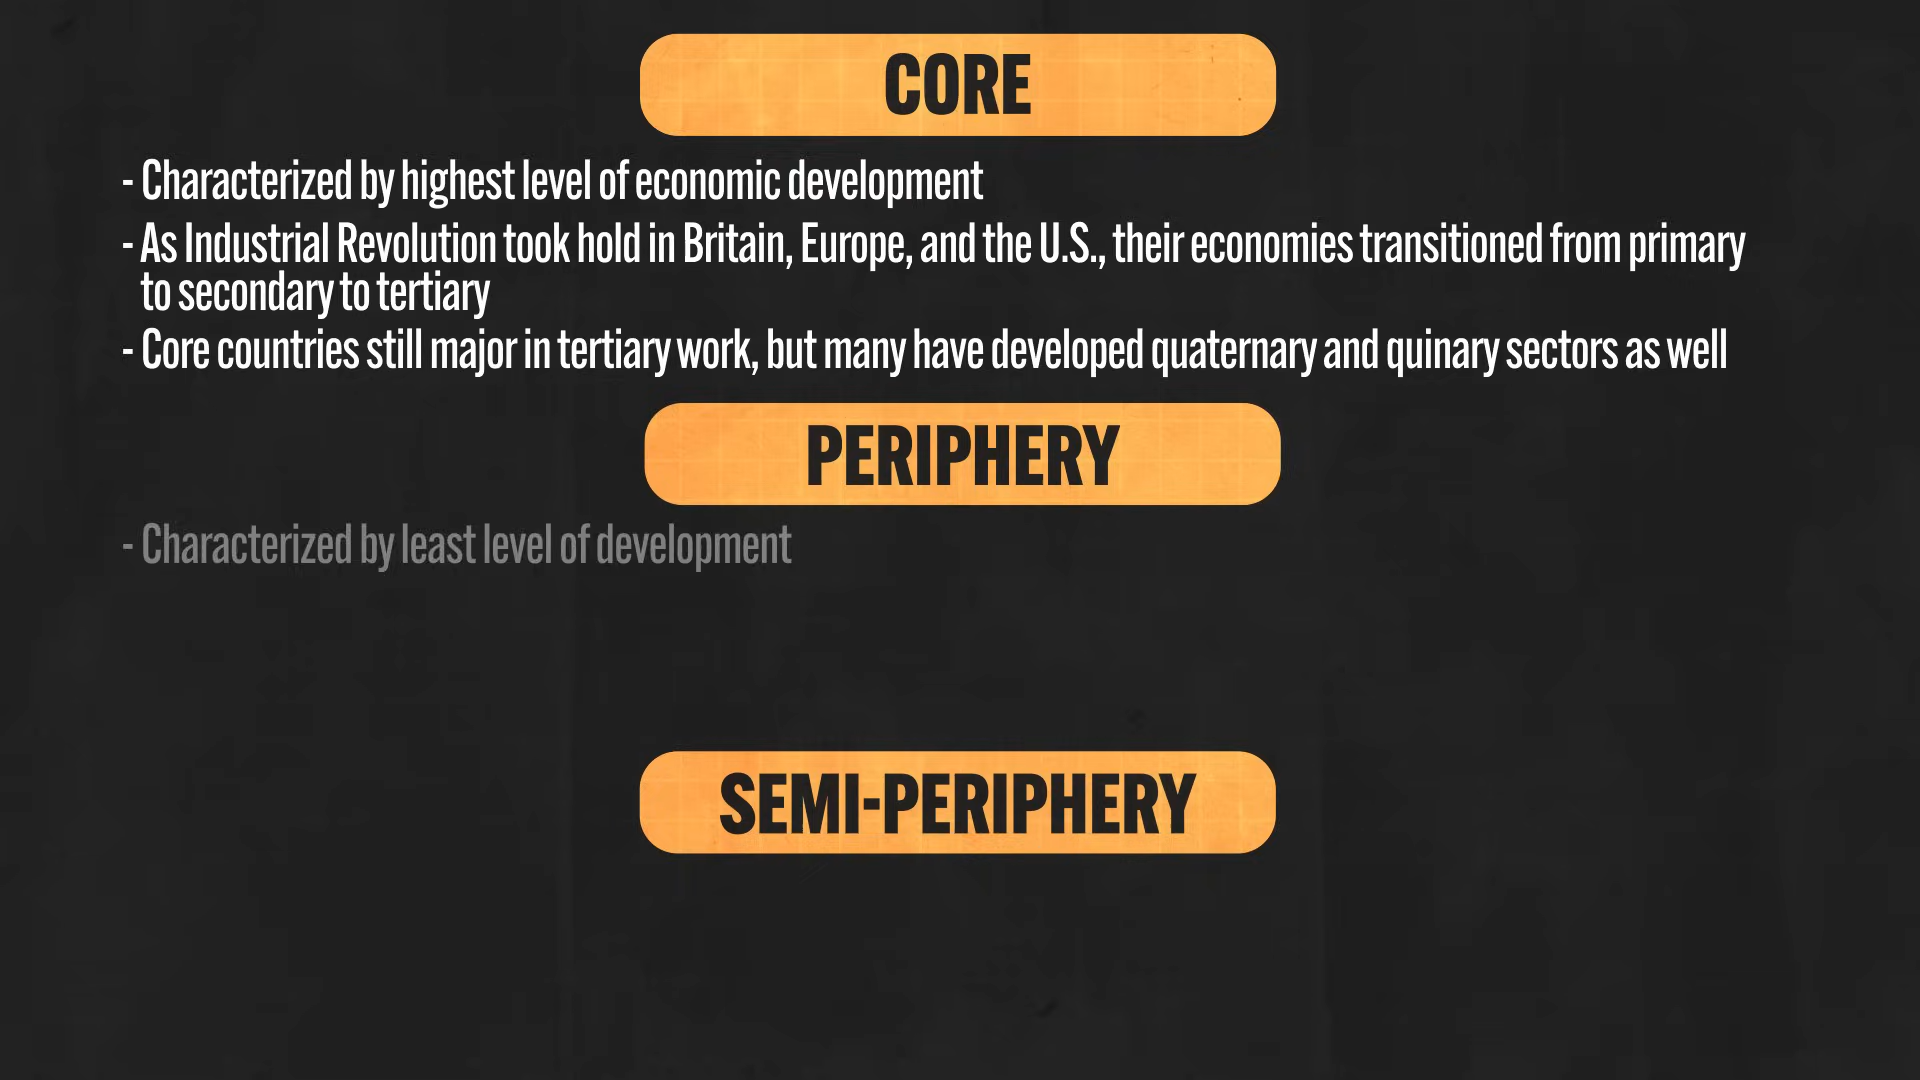 CORE
- Characterized by highest level of economic development
- As Industrial Revolution took hold in Britain, Europe, and the U.S., their economies transitioned from primary
to secondary to tertiary
- Core countries still major in tertiary work, but many have developed quaternary and quinary sectors as well
PERIPHERY
- Characterized by least level of development
SEMI-PERIPHERY